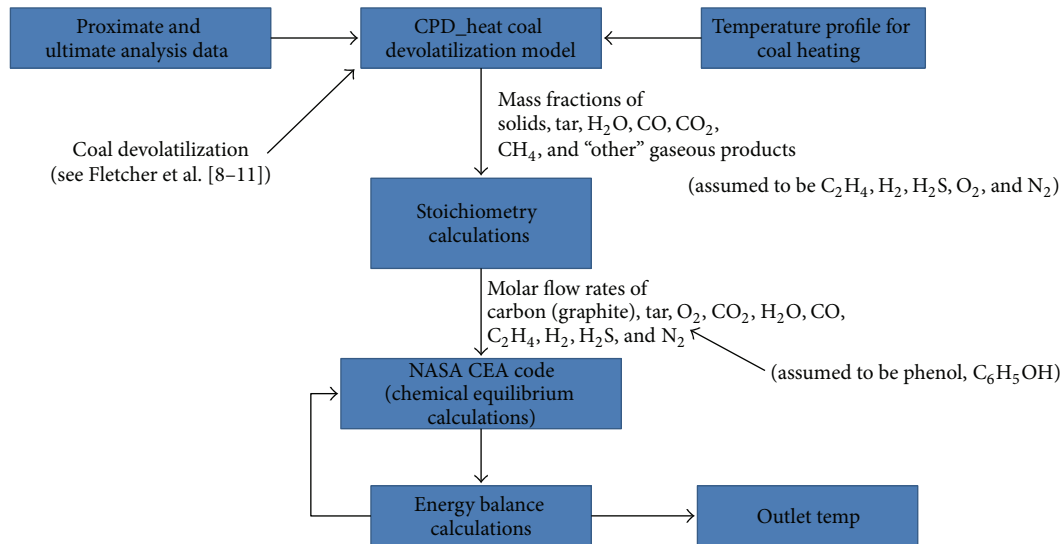 Proximate and
ultimate analysis data
CPD_heat coal
devolatilization model
Temperature profile for
coal heating
Mass fractions of
solids, tar, H₂O, CO, CO₂,
CH₄, and “other” gaseous products
Coal devolatilization
(see Fletcher et al. [8–11])
(assumed to be C₂H₄, H₂, H₂S, O₂, and N₂)
Stoichiometry
calculations
Molar flow rates of
carbon (graphite), tar, O₂, CO₂, H₂O, CO,
C₂H₄, H₂, H₂S, and N₂
(assumed to be phenol, C₆H₅OH)
NASA CEA code
(chemical equilibrium
calculations)
Energy balance
calculations
Outlet temp